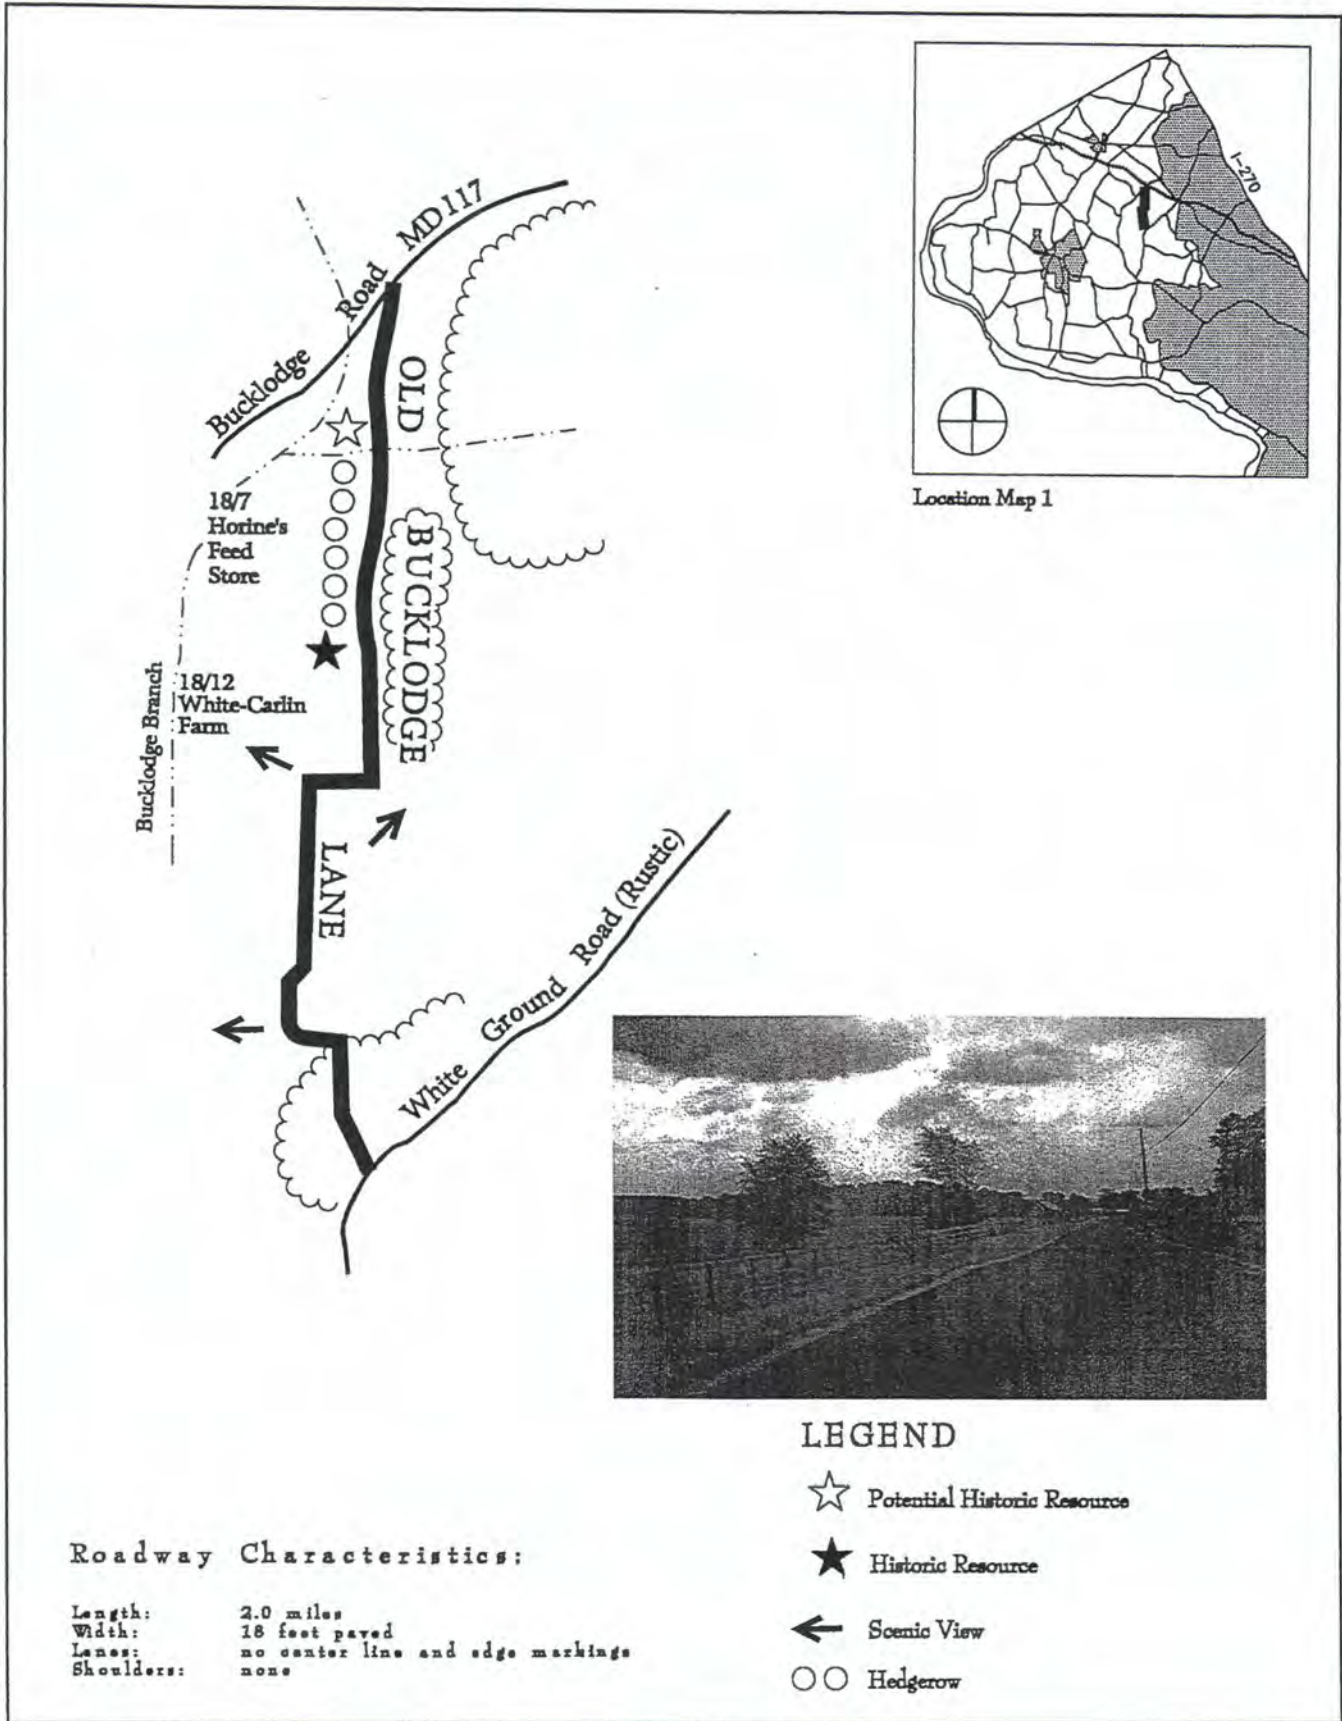 I-270
Location Map 1
Bucklodge Road MD 117
OLD
BUCKLODGE
LANE
18/7
Horine's
Feed
Store
18/12
White-Carlin
Farm
Bucklodge Branch
White Ground Road (Rustic)
LEGEND
Potential Historic Resource
Historic Resource
Scenic View
Hedgerow
Roadway Characteristics:
Length: 2.0 miles
Width: 18 feet paved
Lanes: no center line and edge markings
Shoulders: none